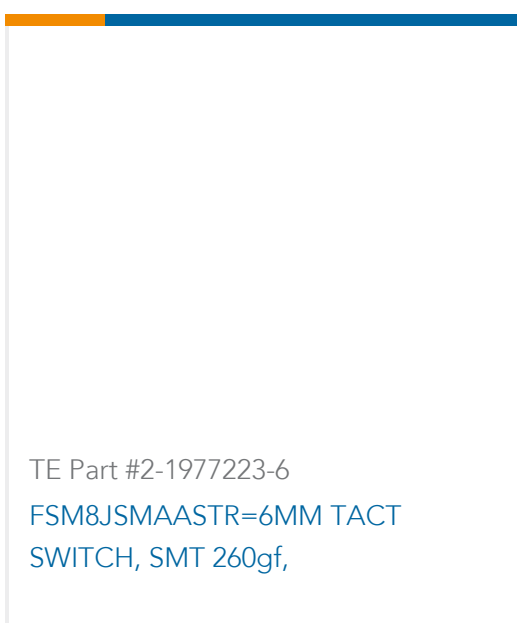 TE Part #2-1977223-6
FSM8JSMAASTR=6MM TACT
SWITCH, SMT 260gf,